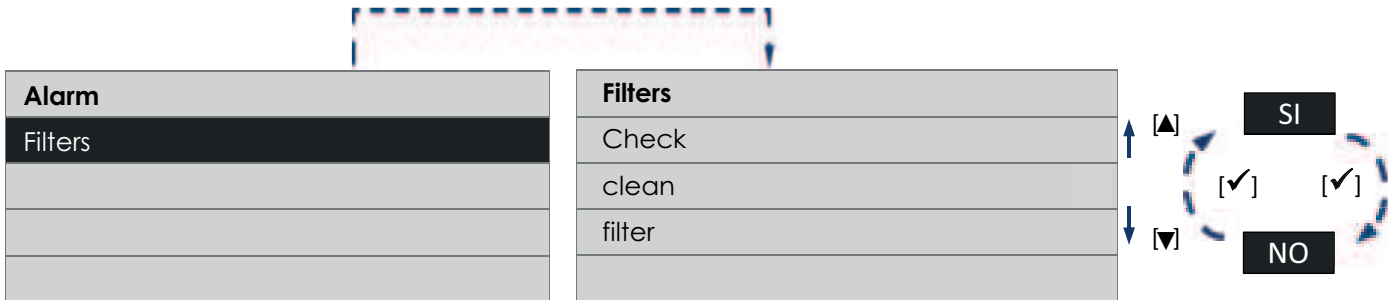 Alarm
Filters
Filters
Check
clean
filter
[▲]
[▼]
SI
[✓] [✓]
NO